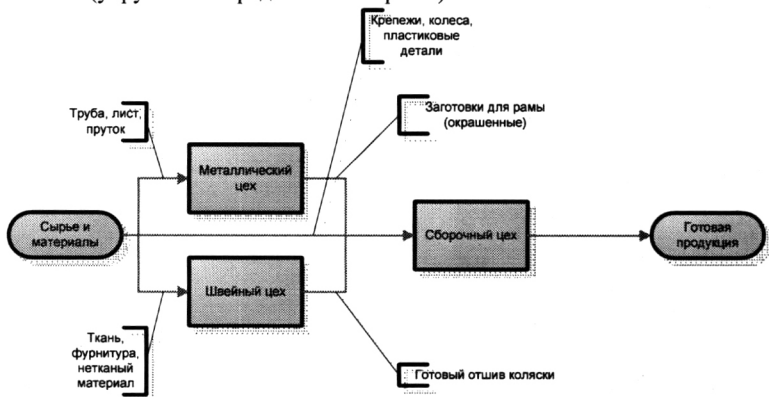 Крепежи, колеса,
пластиковые
детали
Труба, лист,
пруток
Заготовки для рамы
(окрашенные)
Металлический
цех
Сырье и
материалы
Сборочный цех
Готовая
продукция
Швейный цех
Ткань,
фурнитура,
нетканый
материал
Готовый отшив коляски